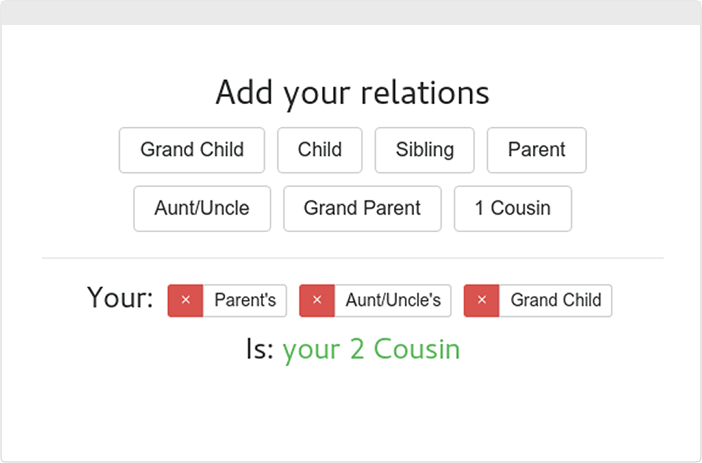 Add your relations
Grand Child Child Sibling Parent
Aunt/Uncle Grand Parent 1 Cousin
Your: × Parent's × Aunt/Uncle's × Grand Child
Is: your 2 Cousin